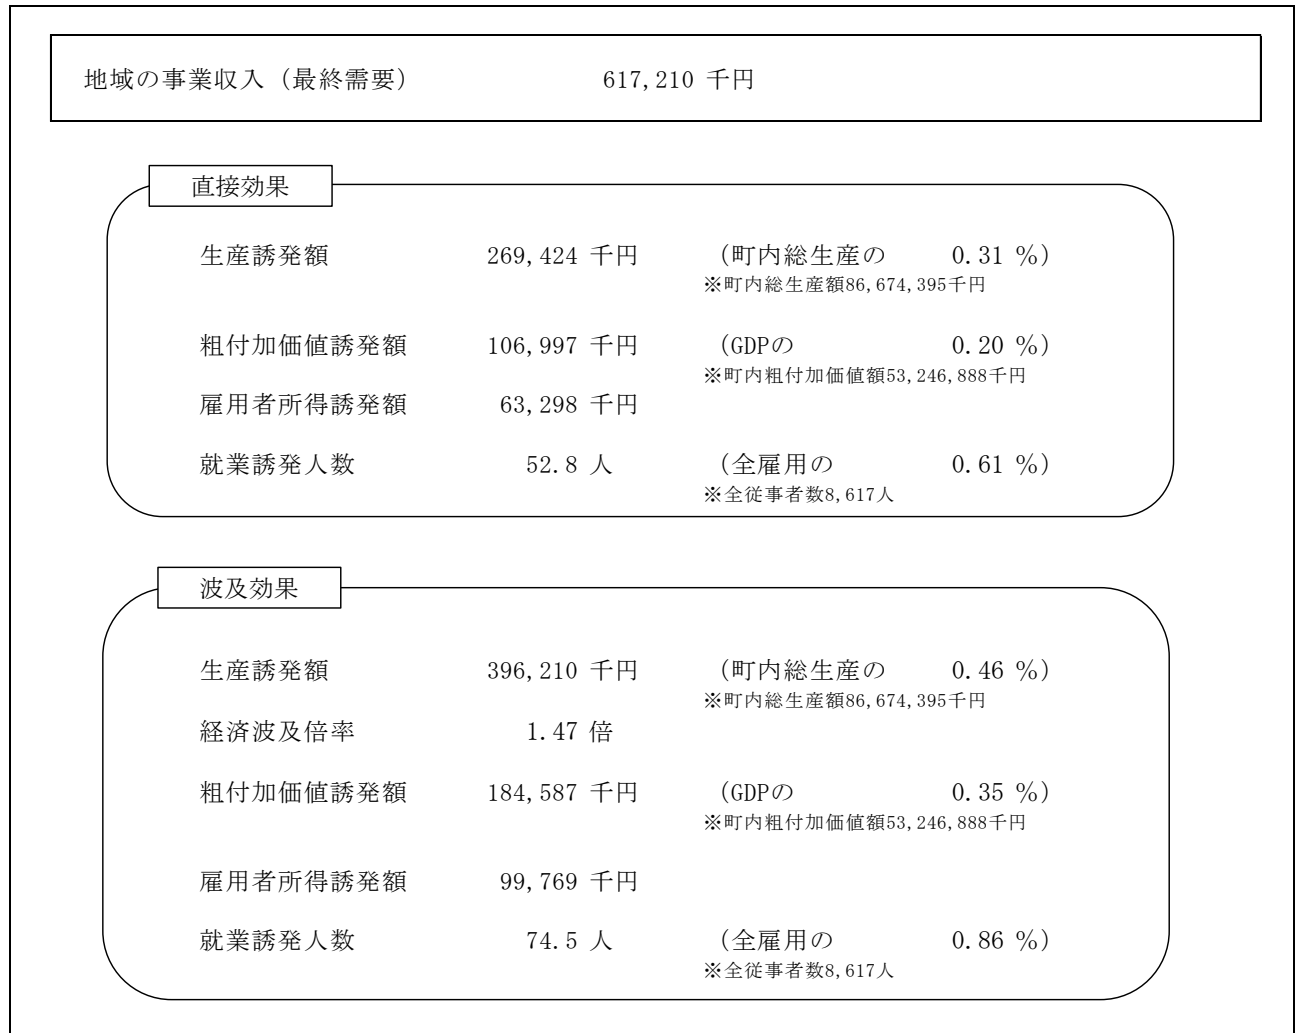 地域の事業収入（最終需要） 617,210 千円
直接効果
生産誘発額 269,424 千円 （町内総生産の 0.31 %）
※町内総生産額86,674,395千円
粗付加価値誘発額 106,997 千円 （GDPの 0.20 %）
※町内粗付加価値額53,246,888千円
雇用者所得誘発額 63,298 千円
就業誘発人数 52.8 人 （全雇用の 0.61 %）
※全従事者数8,617人
波及効果
生産誘発額 396,210 千円 （町内総生産の 0.46 %）
※町内総生産額86,674,395千円
経済波及倍率 1.47 倍
粗付加価値誘発額 184,587 千円 （GDPの 0.35 %）
※町内粗付加価値額53,246,888千円
雇用者所得誘発額 99,769 千円
就業誘発人数 74.5 人 （全雇用の 0.86 %）
※全従事者数8,617人